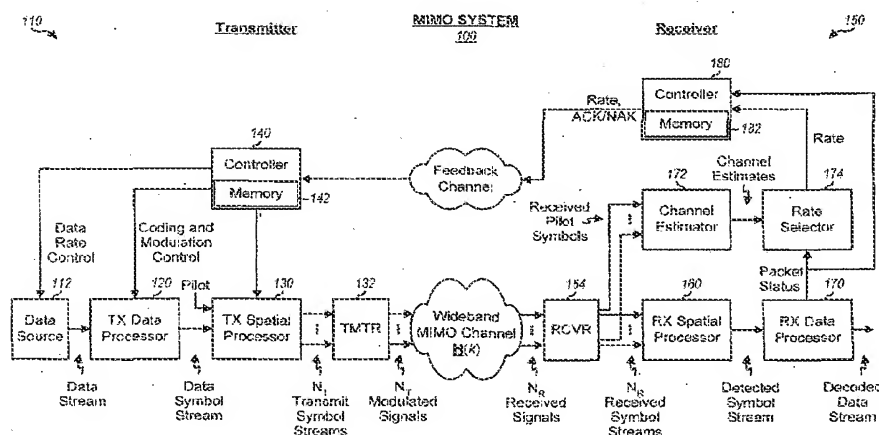 MIMO SYSTEM
100
110
Transmitter
Receiver
150
180
Controller
Memory
182
Rate,
ACK/NAK
Rate
140
Controller
Memory
142
Feedback
Channel
172
Channel
Estimates
174
Received
Pilot
Symbols
Channel
Estimator
Rate
Selector
Data
Rate
Control
Coding and
Modulation
Control
Packet
Status
112
120
Pilot
130
132
154
160
170
Data
Source
TX Data
Processor
TX Spatial
Processor
TMTR
Wideband
MIMO Channel
H(k)
RCVR
RX Spatial
Processor
RX Data
Processor
Data
Stream
Data
Symbol
Stream
NT
Transmit
Symbol
Streams
NT
Modulated
Signals
NR
Received
Signals
NR
Received
Symbol
Streams
Detected
Symbol
Stream
Decoded
Data
Stream